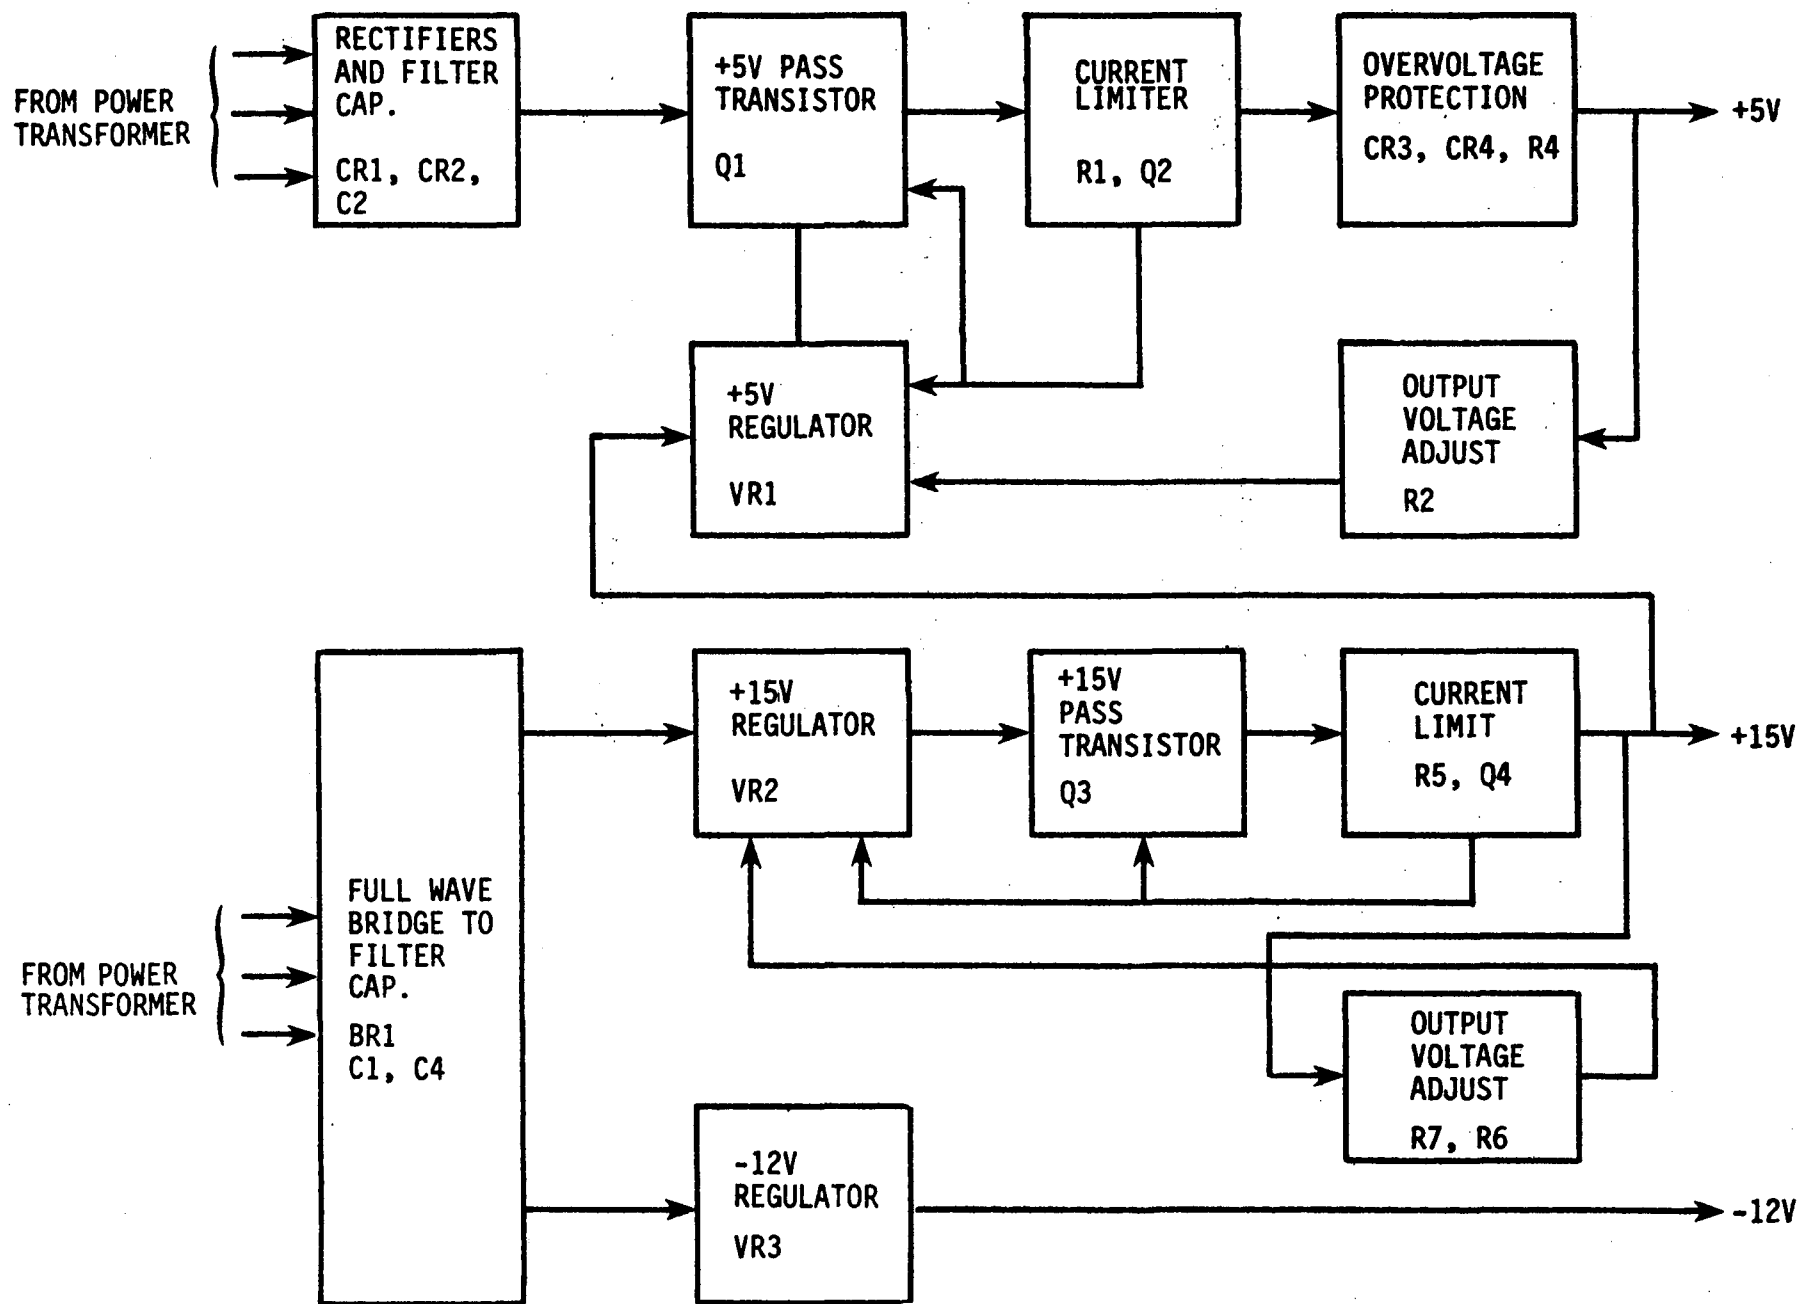 RECTIFIERS
AND FILTER
CAP.
CR1, CR2,
C2
+5V PASS
TRANSISTOR
Q1
CURRENT
LIMITER
R1, Q2
OVERVOLTAGE
PROTECTION
CR3, CR4, R4
+5V
FROM POWER
TRANSFORMER
+5V
REGULATOR
VR1
OUTPUT
VOLTAGE
ADJUST
R2
+15V
REGULATOR
VR2
+15V
PASS
TRANSISTOR
Q3
CURRENT
LIMIT
R5, Q4
+15V
FULL WAVE
BRIDGE TO
FILTER
CAP.
BR1
C1, C4
FROM POWER
TRANSFORMER
OUTPUT
VOLTAGE
ADJUST
R7, R6
-12V
REGULATOR
VR3
-12V